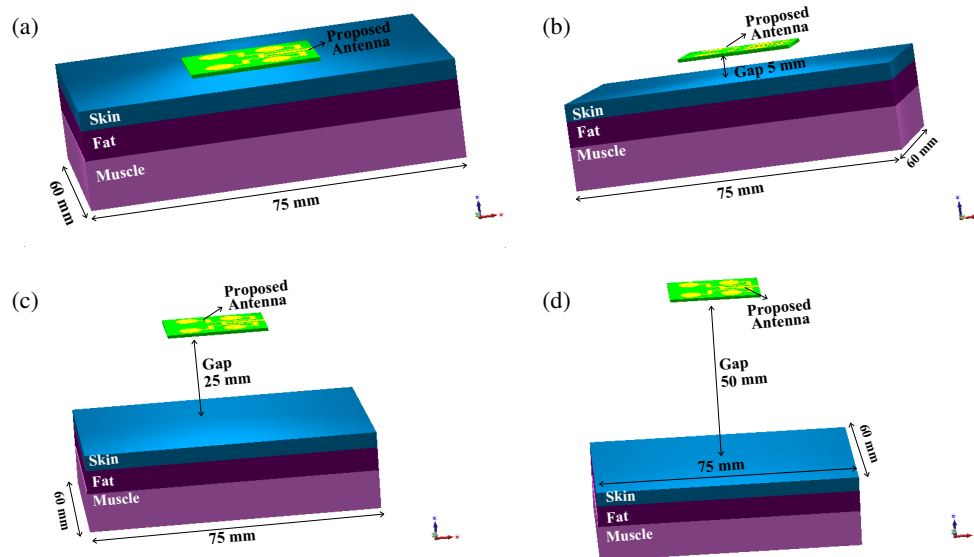 (a)
Proposed
Antenna
Skin
Fat
Muscle
60 mm
75 mm
(b)
Proposed
Antenna
Gap 5 mm
Skin
Fat
Muscle
60 mm
75 mm
(c)
Proposed
Antenna
Gap
25 mm
Skin
Fat
Muscle
60 mm
75 mm
(d)
Proposed
Antenna
Gap
50 mm
60 mm
75 mm
Skin
Fat
Muscle